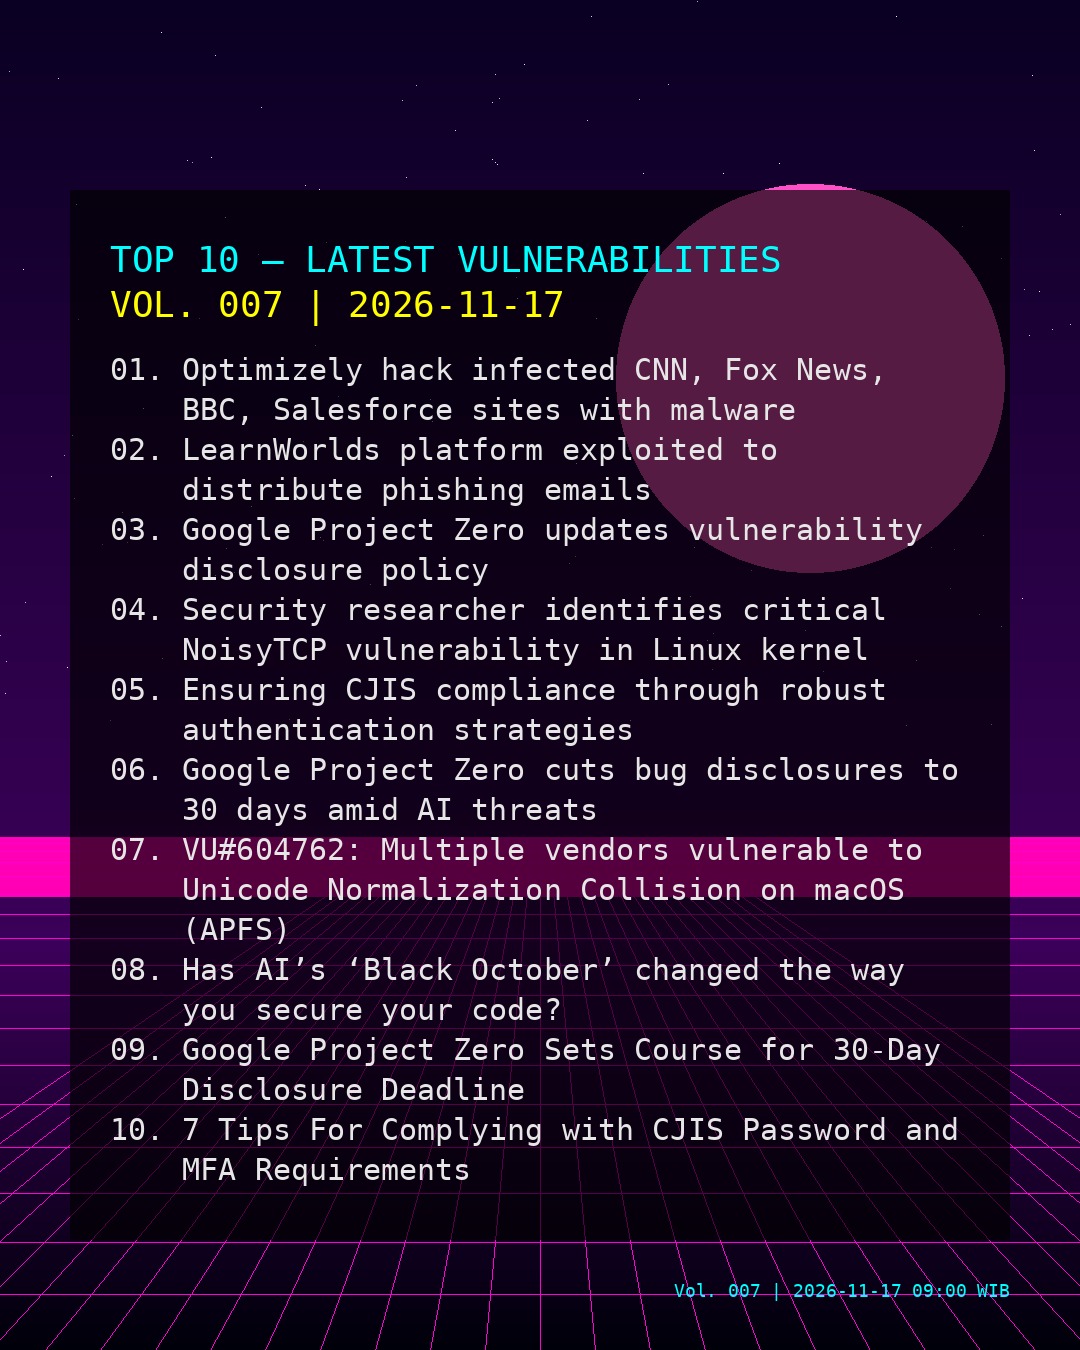 TOP 10 — LATEST VULNERABILITIES
VOL. 007 | 2026-11-17
01. Optimizely hack infected CNN, Fox News,
BBC, Salesforce sites with malware
02. LearnWorlds platform exploited to
distribute phishing emails
03. Google Project Zero updates vulnerability
disclosure policy
04. Security researcher identifies critical
NoisyTCP vulnerability in Linux kernel
05. Ensuring CJIS compliance through robust
authentication strategies
06. Google Project Zero cuts bug disclosures to
30 days amid AI threats
07. VU#604762: Multiple vendors vulnerable to
Unicode Normalization Collision on macOS
(APFS)
08. Has AI’s ‘Black October’ changed the way
you secure your code?
09. Google Project Zero Sets Course for 30-Day
Disclosure Deadline
10. 7 Tips For Complying with CJIS Password and
MFA Requirements
Vol. 007 | 2026-11-17 09:00 WIB